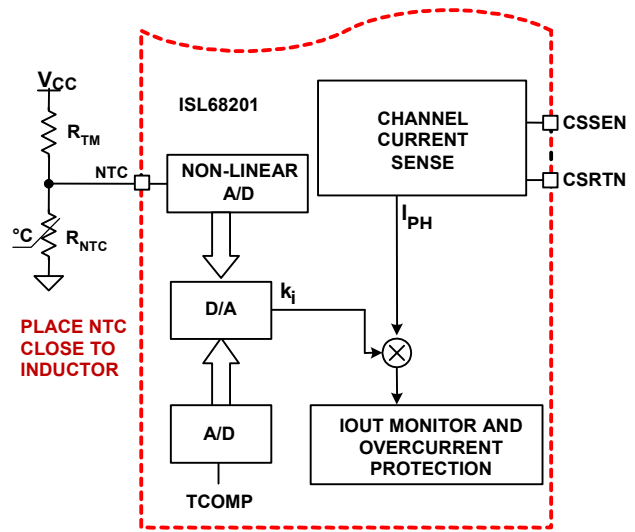 VCC
RTM
NTC
°C
RNTC
PLACE NTC
CLOSE TO
INDUCTOR
ISL68201
NON-LINEAR
A/D
D/A
ki
A/D
TCOMP
CHANNEL
CURRENT
SENSE
CSSEN
CSRTN
IPH
IOUT MONITOR AND
OVERCURRENT
PROTECTION